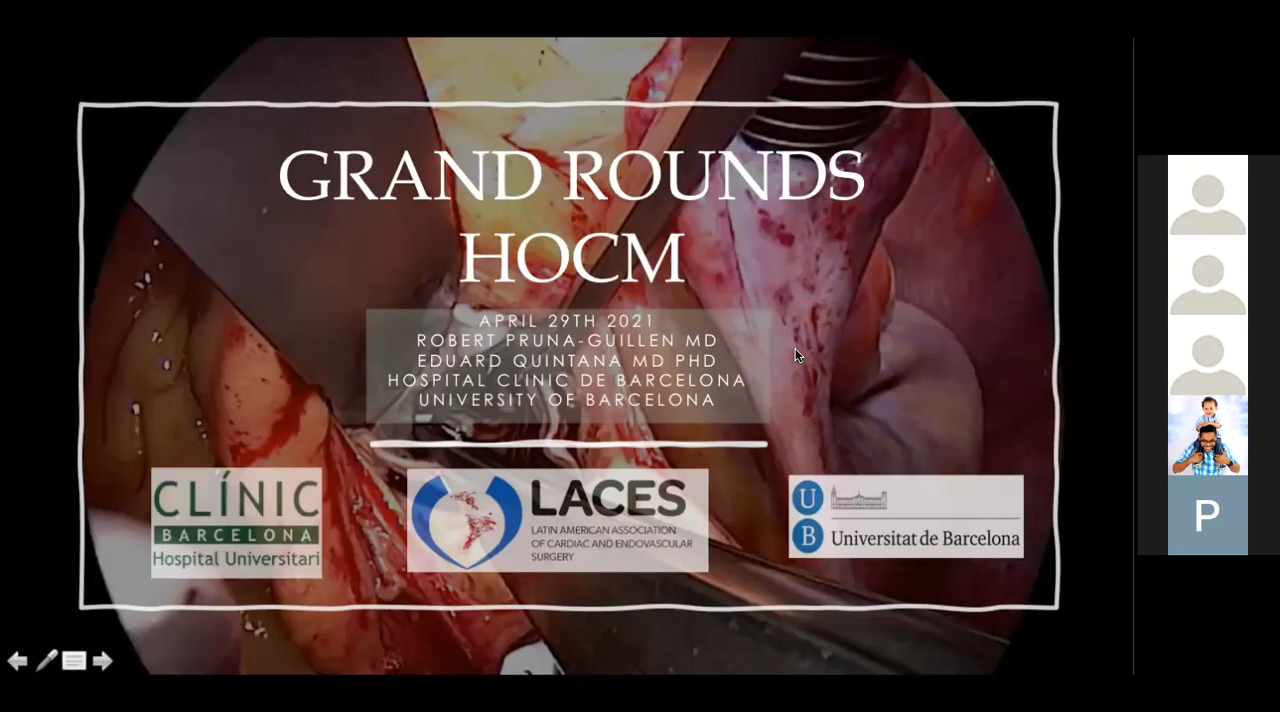 GRAND ROUNDS
HOCM
APRIL 29TH 2021
ROBERT PRUNA-GUILLEN MD
EDUARD QUINTANA MD PHD
HOSPITAL CLINIC DE BARCELONA
UNIVERSITY OF BARCELONA
CLÍNIC
BARCELONA
Hospital Universitari
LACES
LATIN AMERICAN ASSOCIATION
OF CARDIAC AND ENDOVASCULAR
SURGERY
U
B
Universitat de Barcelona
P